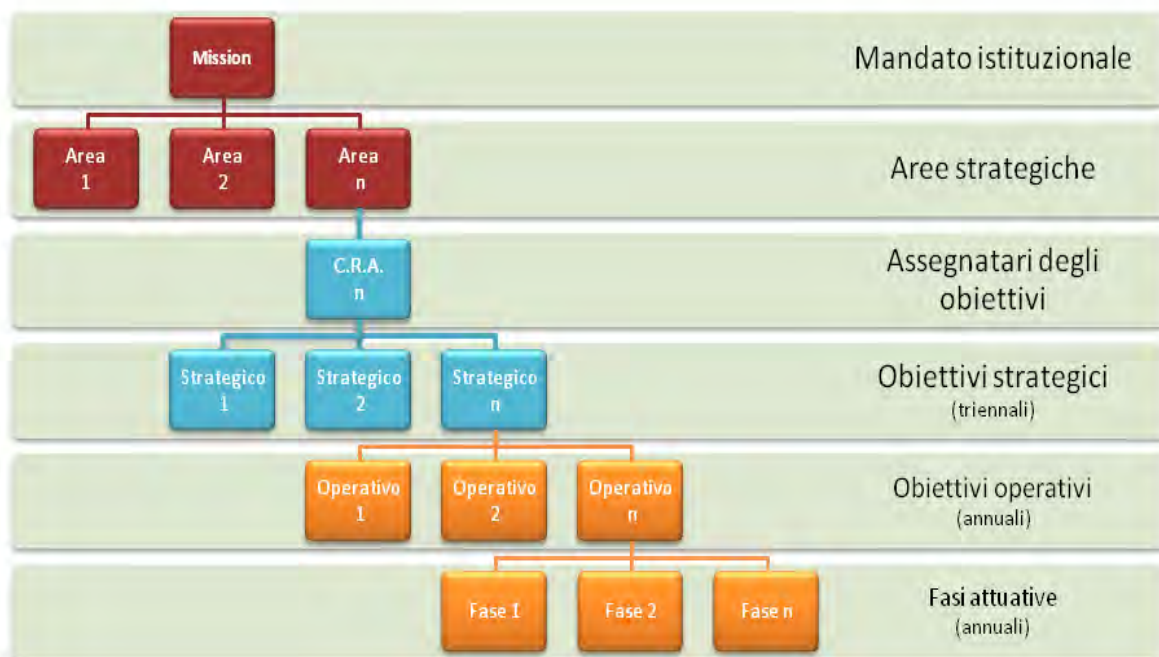 Mission
Mandato istituzionale
Area
1
Area
2
Area
n
Aree strategiche
C.R.A.
n
Assegnatari degli
obiettivi
Strategico
1
Strategico
2
Strategico
n
Obiettivi strategici
(triennali)
Operativo
1
Operativo
2
Operativo
n
Obiettivi operativi
(annuali)
Fase 1
Fase 2
Fase n
Fasi attuative
(annuali)